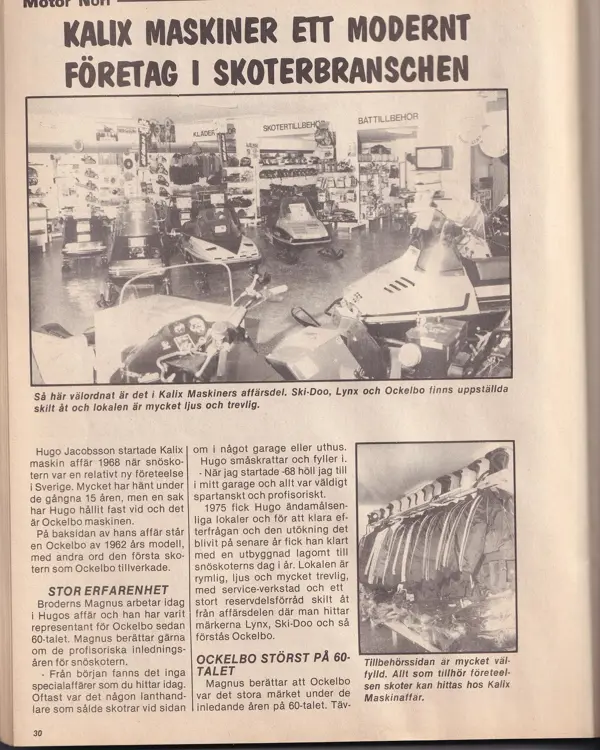 Motor Norr
KALIX MASKINER ETT MODERNT
FÖRETAG I SKOTERBRANSCHEN
KLÄDER
SKOTERTILLBEHÖR
BÅTTILLBEHÖR
Så här välordnat är det i Kalix Maskiners affärsdel. Ski-Doo, Lynx och Ockelbo finns uppställda
skilt åt och lokalen är mycket ljus och trevlig.
Hugo Jacobsson startade Kalix
maskin affär 1968 när snösko-
tern var en relativt ny företeelse
i Sverige. Mycket har hänt under
de gångna 15 åren, men en sak
har Hugo hållit fast vid och det
är Ockelbo maskinen.
På baksidan av hans affär står
en Ockelbo av 1962 års modell,
med andra ord den första sko-
tern som Ockelbo tillverkade.
STOR ERFARENHET
Broderns Magnus arbetar idag
i Hugos affär och han har varit
representant för Ockelbo sedan
60-talet. Magnus berättar gärna
om de profisoriska inlednings-
åren för snöskotern.
- Från början fanns det inga
specialaffärer som du hittar idag.
Oftast var det någon lanthand-
lare som sålde skotrar vid sidan
om i något garage eller uthus.
Hugo småskrattar och fyller i.
- När jag startade -68 höll jag till
i mitt garage och allt var väldigt
spartanskt och profisoriskt.
1975 fick Hugo ändamålsen-
liga lokaler och för att klara ef-
terfrågan och den utökning det
blivit på senare år fick han klart
med en utbyggnad lagomt till
snöskoterns dag i år. Lokalen är
rymlig, ljus och mycket trevlig,
med service-verkstad och ett
stort reservdelsförråd skilt åt
från affärsdelen där man hittar
märkerna Lynx, Ski-Doo och så
förstås Ockelbo.
OCKELBO STÖRST PÅ 60-
TALET
Magnus berättar att Ockelbo
var det stora märket under de
inledande åren på 60-talet. Täv-
Tillbehörssidan är mycket väl-
fylld. Allt som tillhör företeel-
sen skoter kan hittas hos Kalix
Maskinaffär.
30